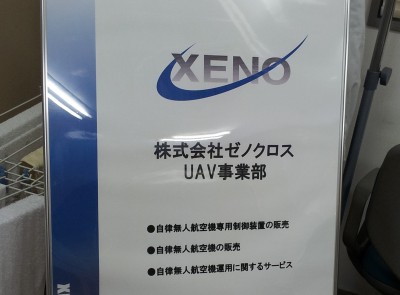 XENO
株式会社ゼノクロス
UAV事業部
●自律無人航空機専用制御装置の販売
●自律無人航空機の販売
●自律無人航空機運用に関するサービス